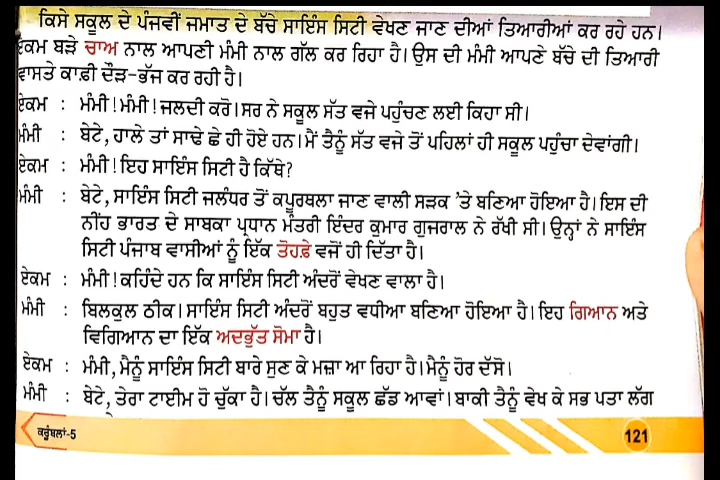 ਕਿਸੇ ਸਕੂਲ ਦੇ ਪੰਜਵੀਂ ਜਮਾਤ ਦੇ ਬੱਚੇ ਸਾਇੰਸ ਸਿਟੀ ਵੇਖਣ ਜਾਣ ਦੀਆਂ ਤਿਆਰੀਆਂ ਕਰ ਰਹੇ ਹਨ।
ਏਕਮ ਬੜੇ ਚਾਅ ਨਾਲ ਆਪਣੀ ਮੰਮੀ ਨਾਲ ਗੱਲ ਕਰ ਰਿਹਾ ਹੈ। ਉਸ ਦੀ ਮੰਮੀ ਆਪਣੇ ਬੱਚੇ ਦੀ ਤਿਆਰੀ
ਵਾਸਤੇ ਕਾਫ਼ੀ ਦੌੜ-ਭੱਜ ਕਰ ਰਹੀ ਹੈ।
ਏਕਮ : ਮੰਮੀ! ਮੰਮੀ! ਜਲਦੀ ਕਰੋ। ਸਰ ਨੇ ਸਕੂਲ ਸੱਤ ਵਜੇ ਪਹੁੰਚਣ ਲਈ ਕਿਹਾ ਸੀ।
ਮੰਮੀ : ਬੇਟੇ, ਹਾਲੇ ਤਾਂ ਸਾਢੇ ਛੇ ਹੀ ਹੋਏ ਹਨ। ਮੈਂ ਤੈਨੂੰ ਸੱਤ ਵਜੇ ਤੋਂ ਪਹਿਲਾਂ ਹੀ ਸਕੂਲ ਪਹੁੰਚਾ ਦੇਵਾਂਗੀ।
ਏਕਮ : ਮੰਮੀ! ਇਹ ਸਾਇੰਸ ਸਿਟੀ ਹੈ ਕਿੱਥੇ?
ਮੰਮੀ : ਬੇਟੇ, ਸਾਇੰਸ ਸਿਟੀ ਜਲੰਧਰ ਤੋਂ ਕਪੂਰਥਲਾ ਜਾਣ ਵਾਲੀ ਸੜਕ 'ਤੇ ਬਣਿਆ ਹੋਇਆ ਹੈ। ਇਸ ਦੀ
ਨੀਂਹ ਭਾਰਤ ਦੇ ਸਾਬਕਾ ਪ੍ਰਧਾਨ ਮੰਤਰੀ ਇੰਦਰ ਕੁਮਾਰ ਗੁਜਰਾਲ ਨੇ ਰੱਖੀ ਸੀ। ਉਨ੍ਹਾਂ ਨੇ ਸਾਇੰਸ
ਸਿਟੀ ਪੰਜਾਬ ਵਾਸੀਆਂ ਨੂੰ ਇੱਕ ਤੋਹਫ਼ੇ ਵਜੋਂ ਹੀ ਦਿੱਤਾ ਹੈ।
ਏਕਮ : ਮੰਮੀ! ਕਹਿੰਦੇ ਹਨ ਕਿ ਸਾਇੰਸ ਸਿਟੀ ਅੰਦਰੋਂ ਵੇਖਣ ਵਾਲਾ ਹੈ।
ਮੰਮੀ : ਬਿਲਕੁਲ ਠੀਕ। ਸਾਇੰਸ ਸਿਟੀ ਅੰਦਰੋਂ ਬਹੁਤ ਵਧੀਆ ਬਣਿਆ ਹੋਇਆ ਹੈ। ਇਹ ਗਿਆਨ ਅਤੇ
ਵਿਗਿਆਨ ਦਾ ਇੱਕ ਅਦਭੁੱਤ ਸੋਮਾ ਹੈ।
ਏਕਮ : ਮੰਮੀ, ਮੈਨੂੰ ਸਾਇੰਸ ਸਿਟੀ ਬਾਰੇ ਸੁਣ ਕੇ ਮਜ਼ਾ ਆ ਰਿਹਾ ਹੈ। ਮੈਨੂੰ ਹੋਰ ਦੱਸੋ।
ਮੰਮੀ : ਬੇਟੇ, ਤੇਰਾ ਟਾਈਮ ਹੋ ਚੁੱਕਾ ਹੈ। ਚੱਲ ਤੈਨੂੰ ਸਕੂਲ ਛੱਡ ਆਵਾਂ। ਬਾਕੀ ਤੈਨੂੰ ਵੇਖ ਕੇ ਸਭ ਪਤਾ ਲੱਗ
ਕਰੂੰਬਲਾਂ-5
121